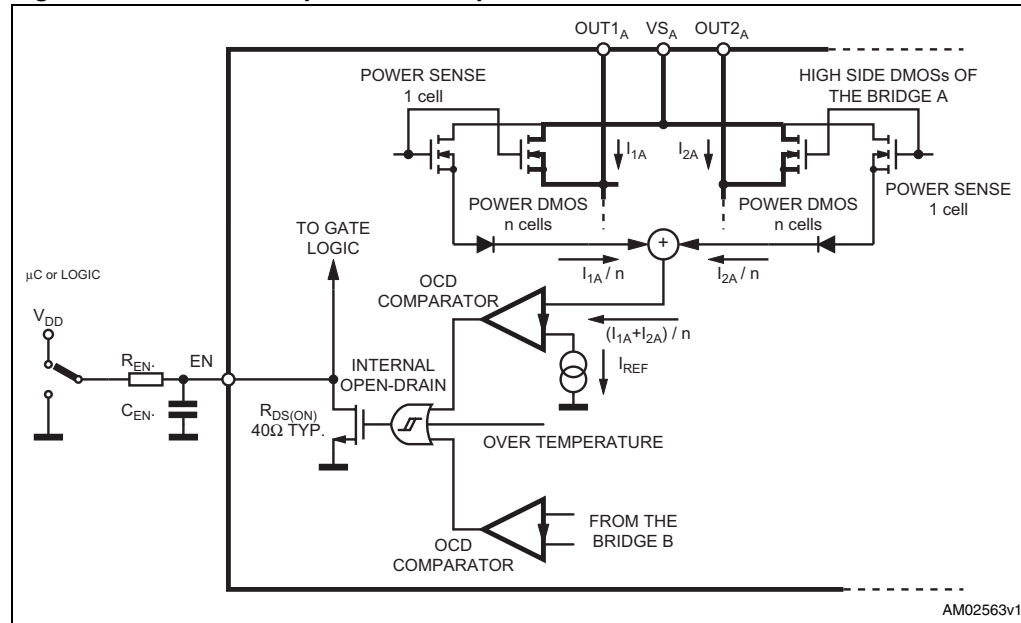 OUT1A VSA OUT2A
POWER SENSE
1 cell
HIGH SIDE DMOSs OF
THE BRIDGE A
I1A
I2A
POWER SENSE
1 cell
POWER DMOS
n cells
POWER DMOS
n cells
TO GATE
LOGIC
+
I1A / n
I2A / n
μC or LOGIC
OCD
COMPARATOR
VDD
(I1A+I2A) / n
REN.
EN
INTERNAL
OPEN-DRAIN
IREF
CEN.
RDS(ON)
40Ω TYP.
OVER TEMPERATURE
FROM THE
BRIDGE B
OCD
COMPARATOR
AM02563v1